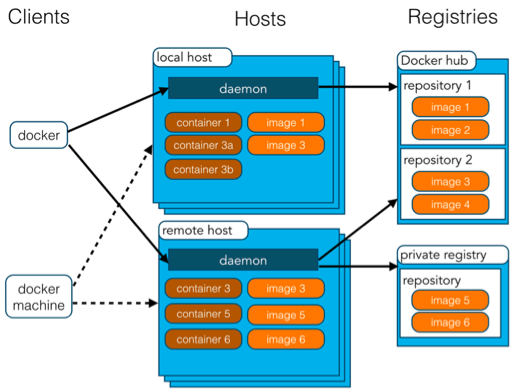 Clients
Hosts
Registries
docker
docker
machine
local host
daemon
container 1
image 1
container 3a
image 3
container 3b
remote host
daemon
container 3
image 3
container 5
image 5
container 6
image 6
Docker hub
repository 1
image 1
image 2
repository 2
image 3
image 4
private registry
repository
image 5
image 6